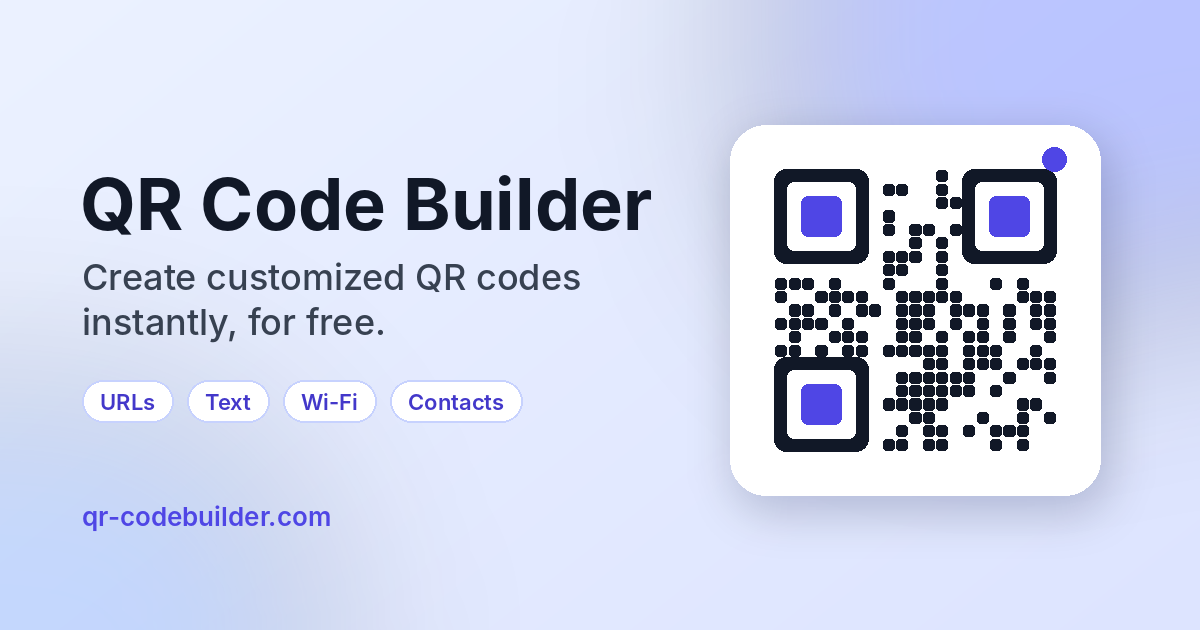 QR Code Builder
Create customized QR codes
instantly, for free.
URLs Text Wi-Fi Contacts
qr-codebuilder.com